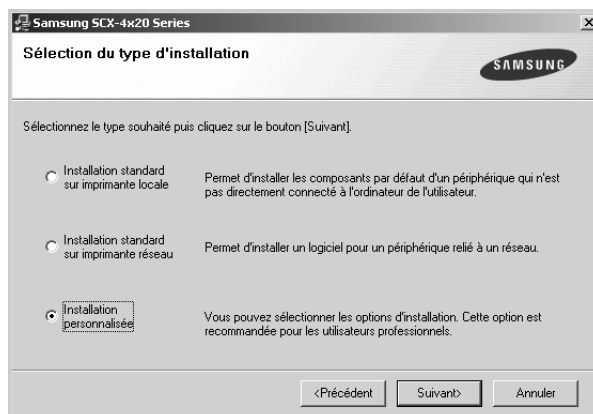 Samsung SCX-4x20 Series
Sélection du type d'installation
SAMSUNG
Sélectionnez le type souhaité puis cliquez sur le bouton [Suivant].
Installation standard
sur imprimante locale
Permet d'installer les composants par défaut d'un périphérique qui n'est
pas directement connecté à l'ordinateur de l'utilisateur.
Installation standard
sur imprimante réseau
Permet d'installer un logiciel pour un périphérique relié à un réseau.
Installation
personnalisée
Vous pouvez sélectionner les options d'installation. Cette option est
recommandée pour les utilisateurs professionnels.
<Précédent
Suivant>
Annuler